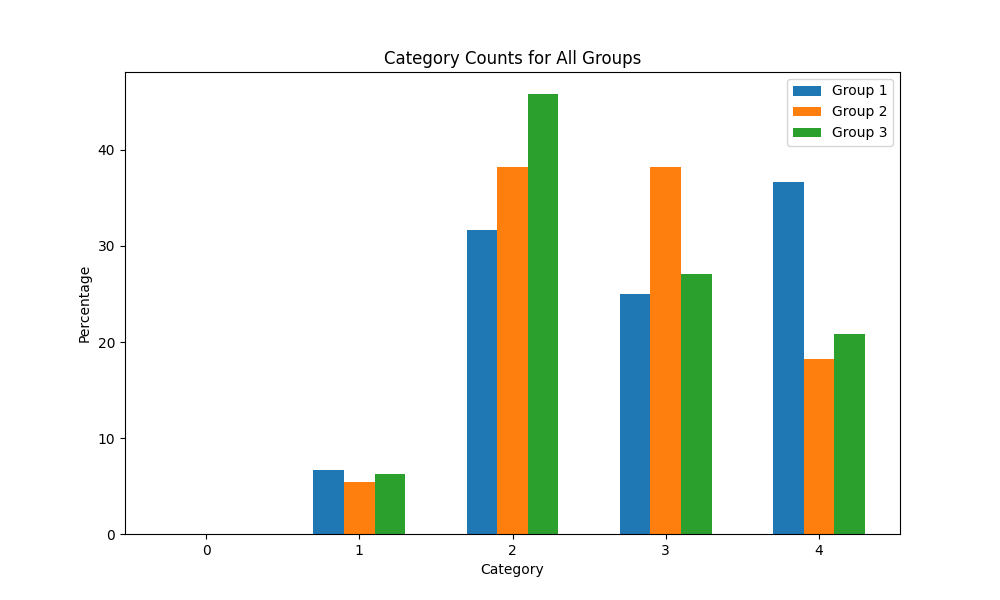 Category Counts for All Groups
Group 1
Group 2
Group 3
40
30
20
10
0
Percentage
0 1 2 3 4
Category